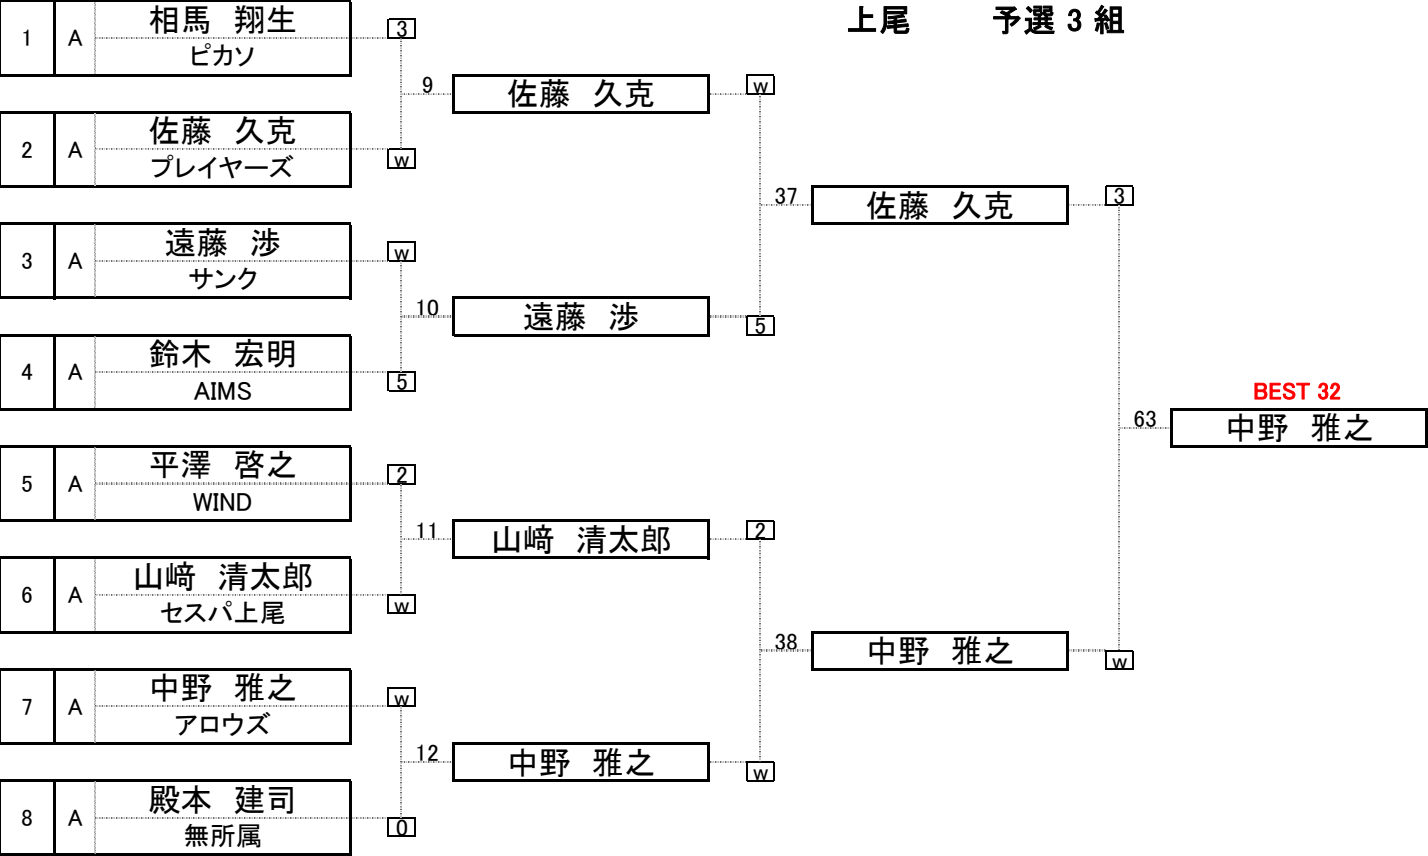 上尾 予選 3 組
1 A 相馬 翔生 3
ピカソ
9 佐藤 久克 w
2 A 佐藤 久克 w
プレイヤーズ
37 佐藤 久克 3
3 A 遠藤 渉 w
サンク
10 遠藤 渉 5
4 A 鈴木 宏明 5
AIMS
BEST 32
63 中野 雅之
5 A 平澤 啓之 2
WIND
11 山﨑 清太郎 2
6 A 山﨑 清太郎 w
セスパ上尾
38 中野 雅之 w
7 A 中野 雅之 w
アロウズ
12 中野 雅之 w
8 A 殿本 建司 0
無所属